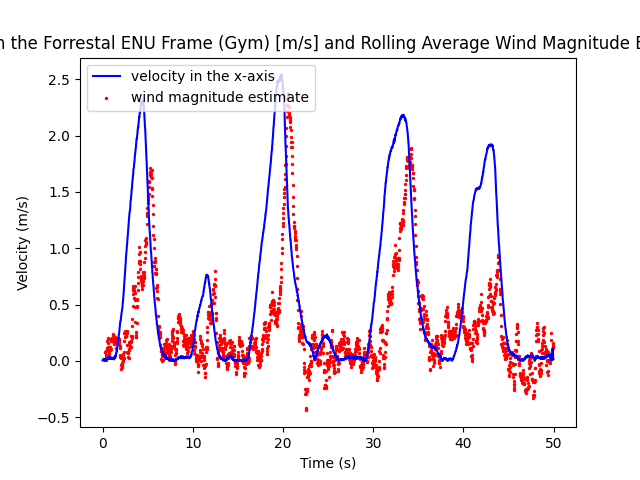 the Forrestal ENU Frame (Gym) [m/s] and Rolling Average Wind Magnitude
velocity in the x-axis
wind magnitude estimate
Velocity (m/s)
2.5
2.0
1.5
1.0
0.5
0.0
−0.5
0
10
20
30
40
50
Time (s)